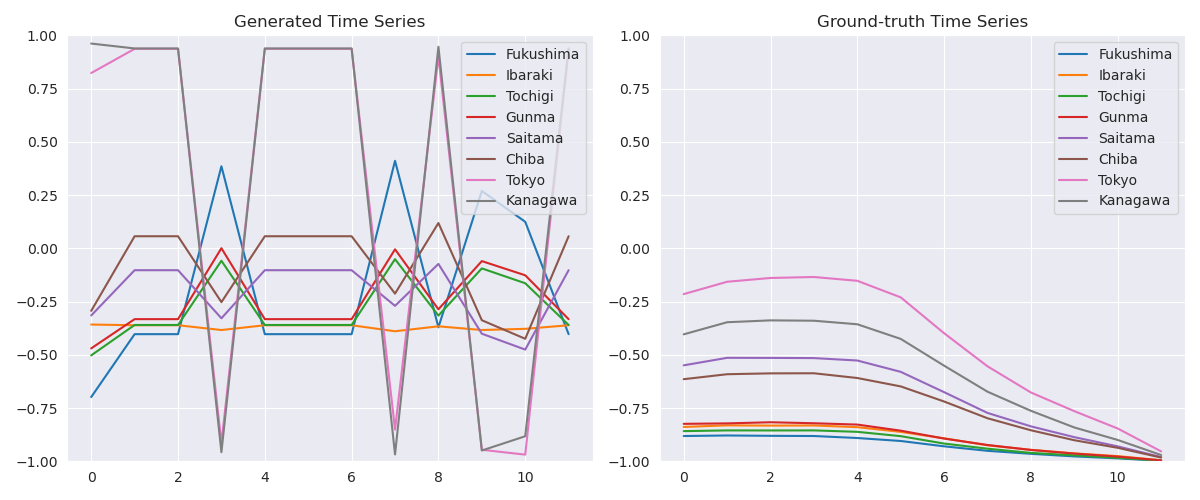 Generated Time Series
1.00
0.75
0.50
0.25
0.00
−0.25
−0.50
−0.75
−1.00
0 2 4 6 8 10
Fukushima
Ibaraki
Tochigi
Gunma
Saitama
Chiba
Tokyo
Kanagawa
Ground-truth Time Series
1.00
0.75
0.50
0.25
0.00
−0.25
−0.50
−0.75
−1.00
0 2 4 6 8 10
Fukushima
Ibaraki
Tochigi
Gunma
Saitama
Chiba
Tokyo
Kanagawa